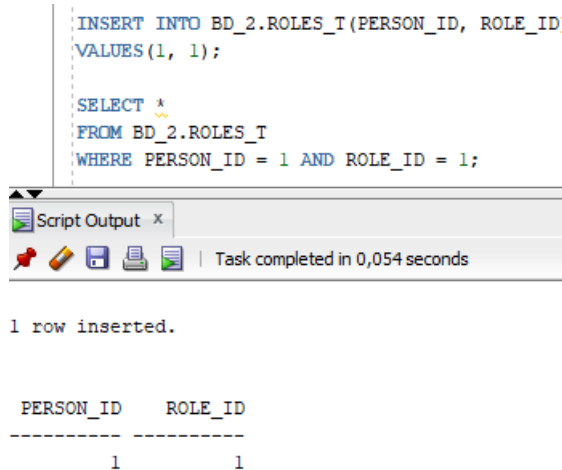 INSERT INTO BD_2.ROLES_T(PERSON_ID, ROLE_ID
VALUES(1, 1);
SELECT *
FROM BD_2.ROLES_T
WHERE PERSON_ID = 1 AND ROLE_ID = 1;
Script Output x
| Task completed in 0,054 seconds
1 row inserted.
PERSON_ID ROLE_ID
---------- ----------
1 1